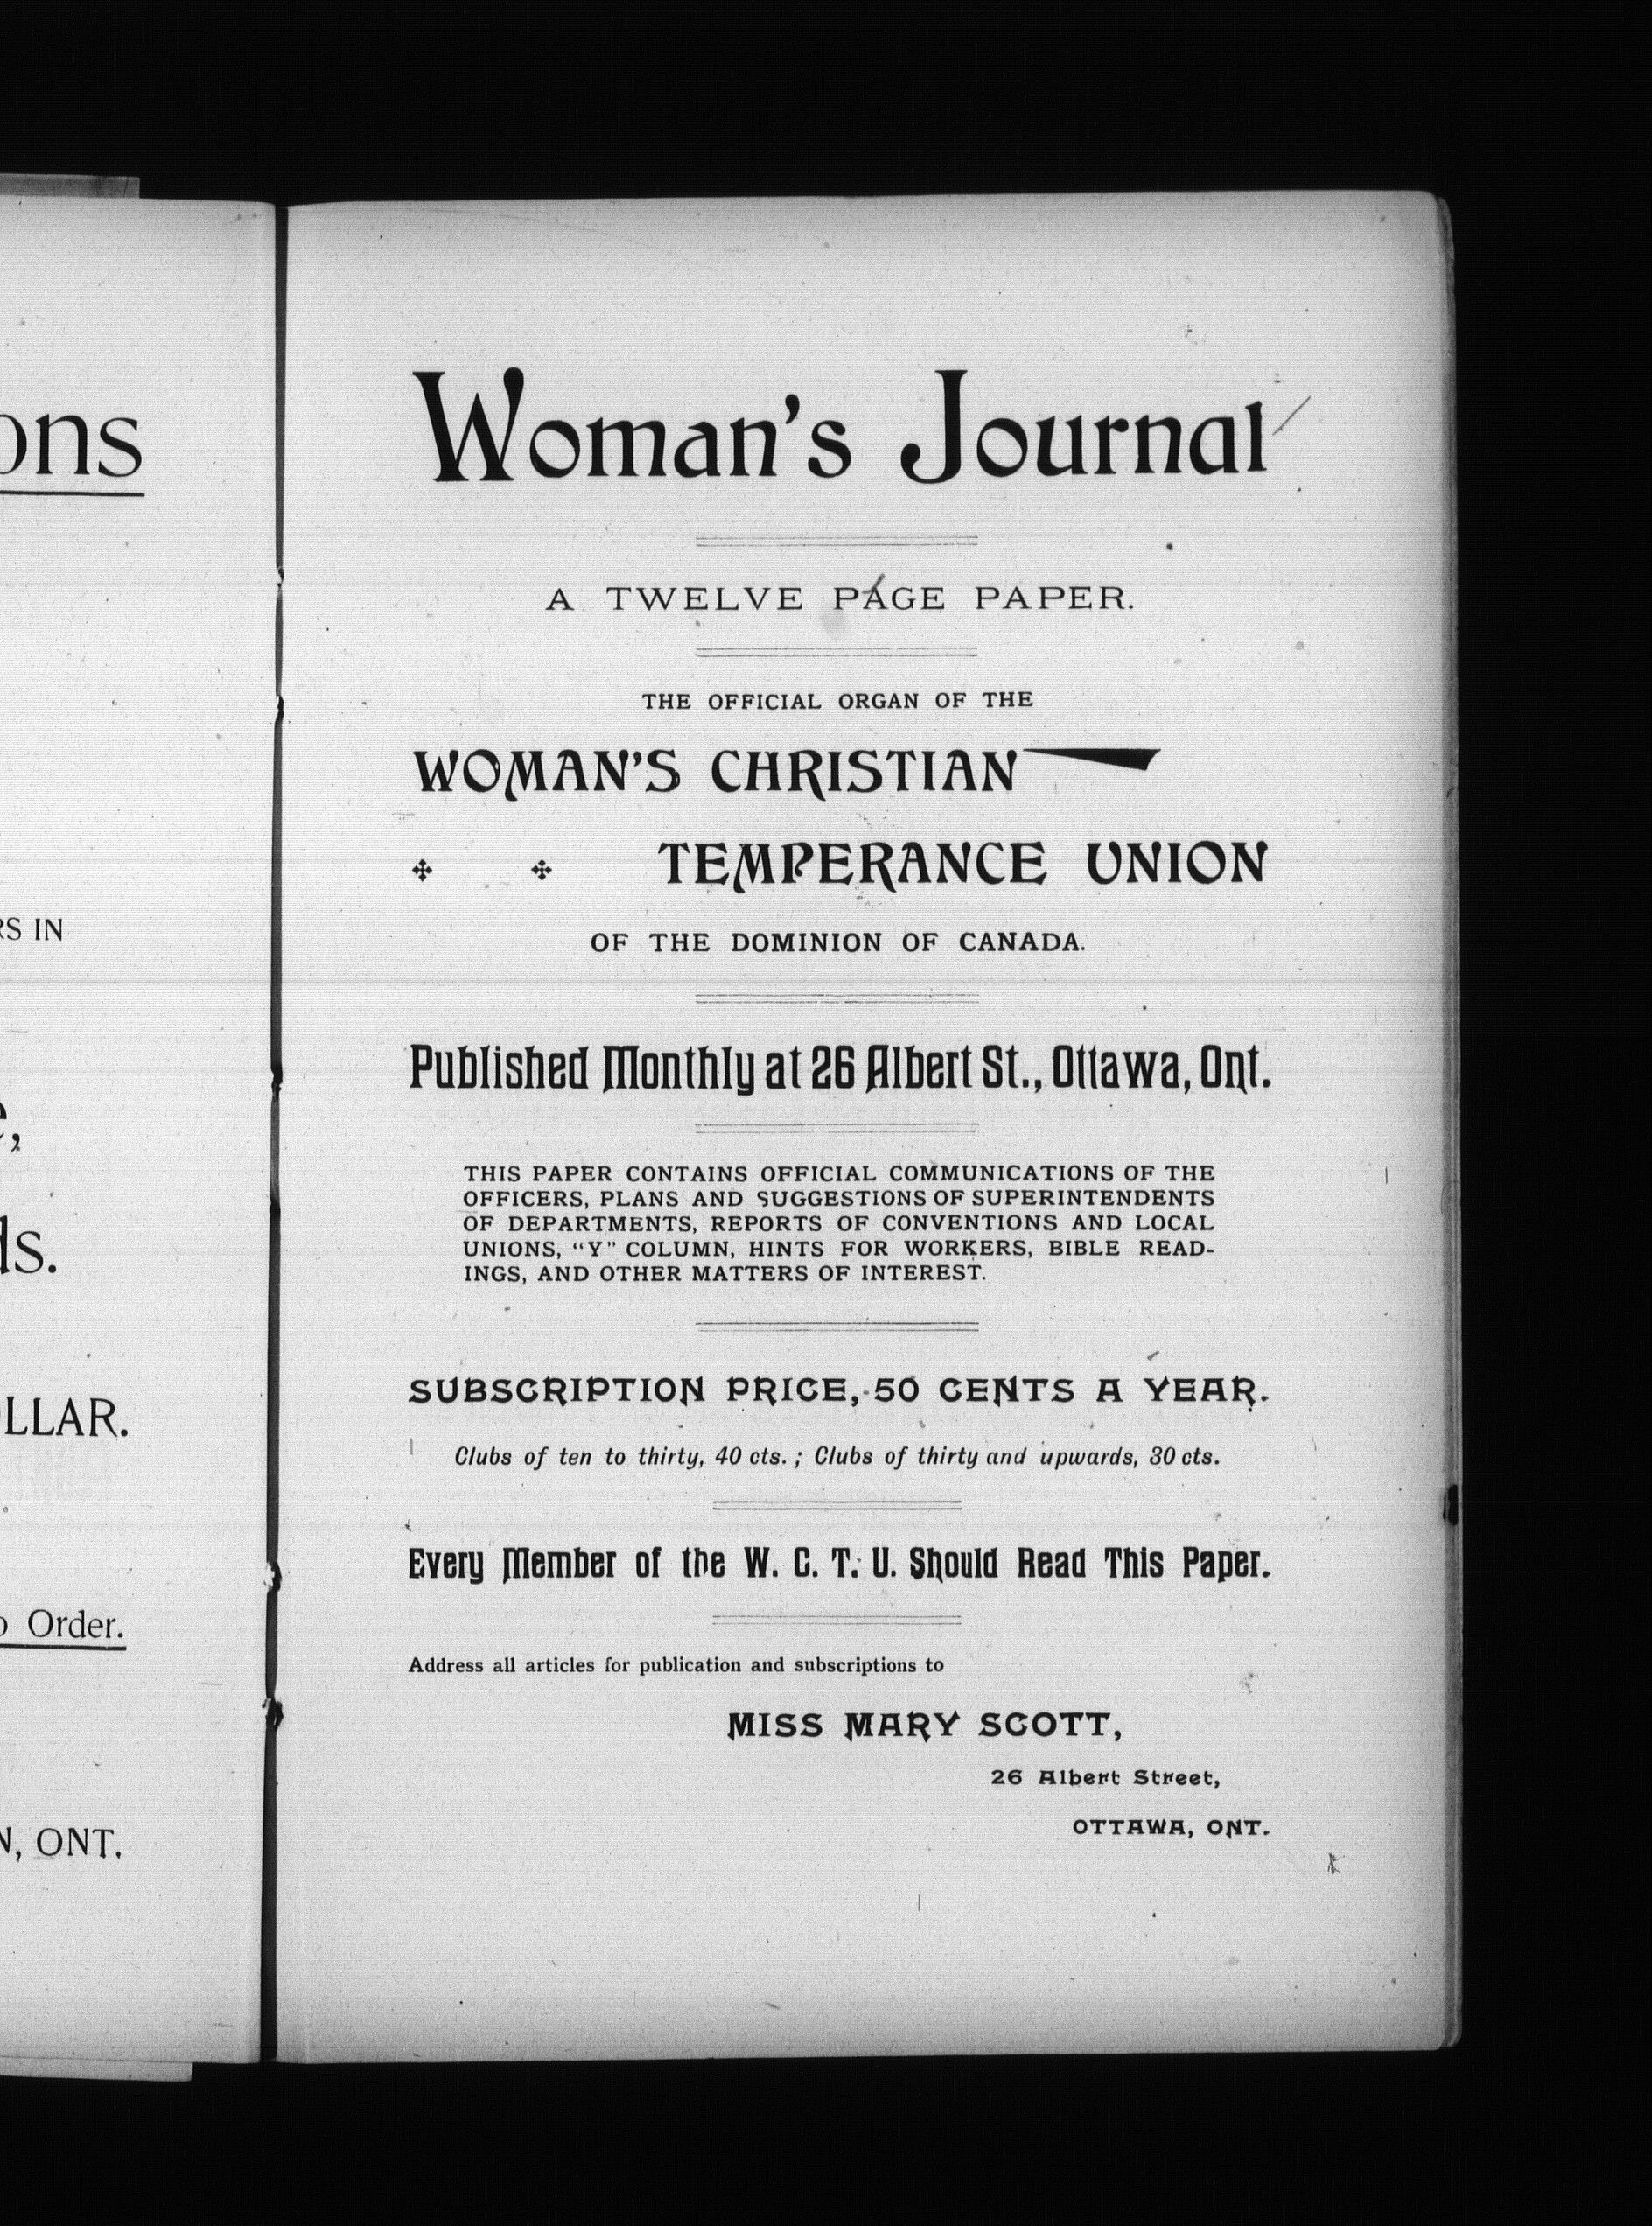 ons
RS IN
LLAR.
Order.
ONT.
Woman's Journal
A TWELVE PAGE PAPER.
THE OFFICIAL ORGAN OF THE
WOMAN'S CHRISTIAN
TEMPERANCE UNION
OF THE DOMINION OF CANADA.
Published Monthly at 26 Albert St., Ottawa, Ont.
THIS PAPER CONTAINS OFFICIAL COMMUNICATIONS OF THE
OFFICERS, PLANS AND SUGGESTIONS OF SUPERINTENDENTS
OF DEPARTMENTS, REPORTS OF CONVENTIONS AND LOCAL
UNIONS, "Y" COLUMN, HINTS FOR WORKERS, BIBLE READ-
INGS, AND OTHER MATTERS OF INTEREST.
SUBSCRIPTION PRICE, 50 CENTS A YEAR.
Clubs of ten to thirty, 40 cts. ; Clubs of thirty and upwards, 30 cts.
Every Member of the W. C. T. U. Should Read This Paper.
Address all articles for publication and subscriptions to
MISS MARY SCOTT,
26 Albert Street,
OTTAWA, ONT.